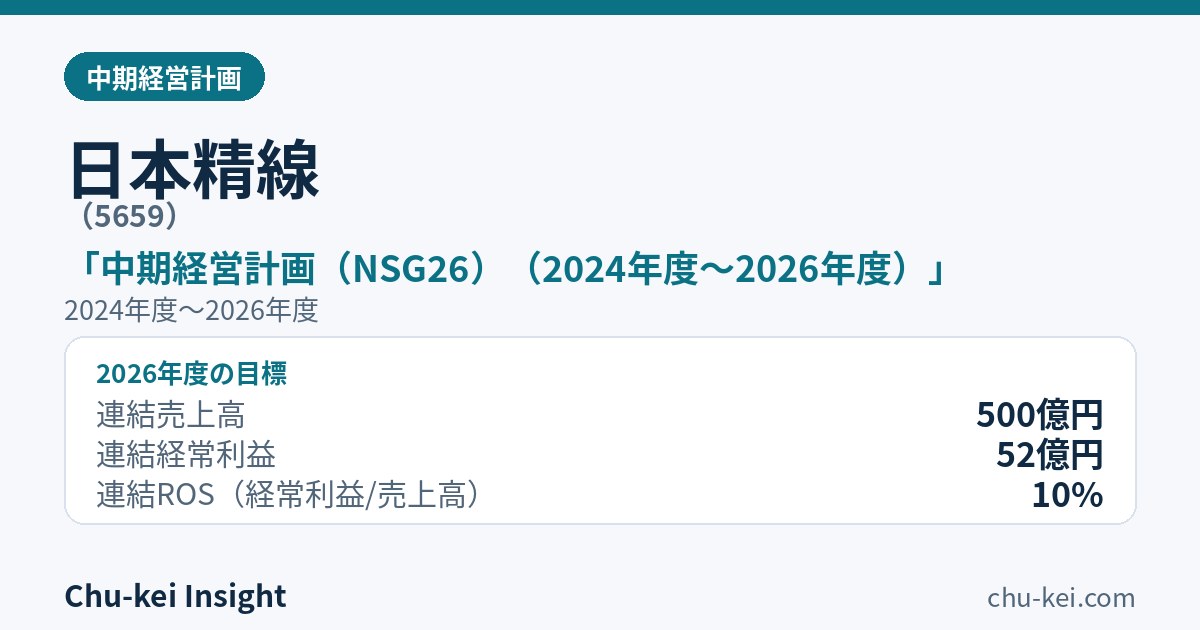 中期経営計画
日本精線
（5659）
「中期経営計画（NSG26）（2024年度～2026年度）」
2024年度～2026年度
2026年度の目標
連結売上高 500億円
連結経常利益 52億円
連結ROS（経常利益/売上高） 10%
Chu-kei Insight chu-kei.com